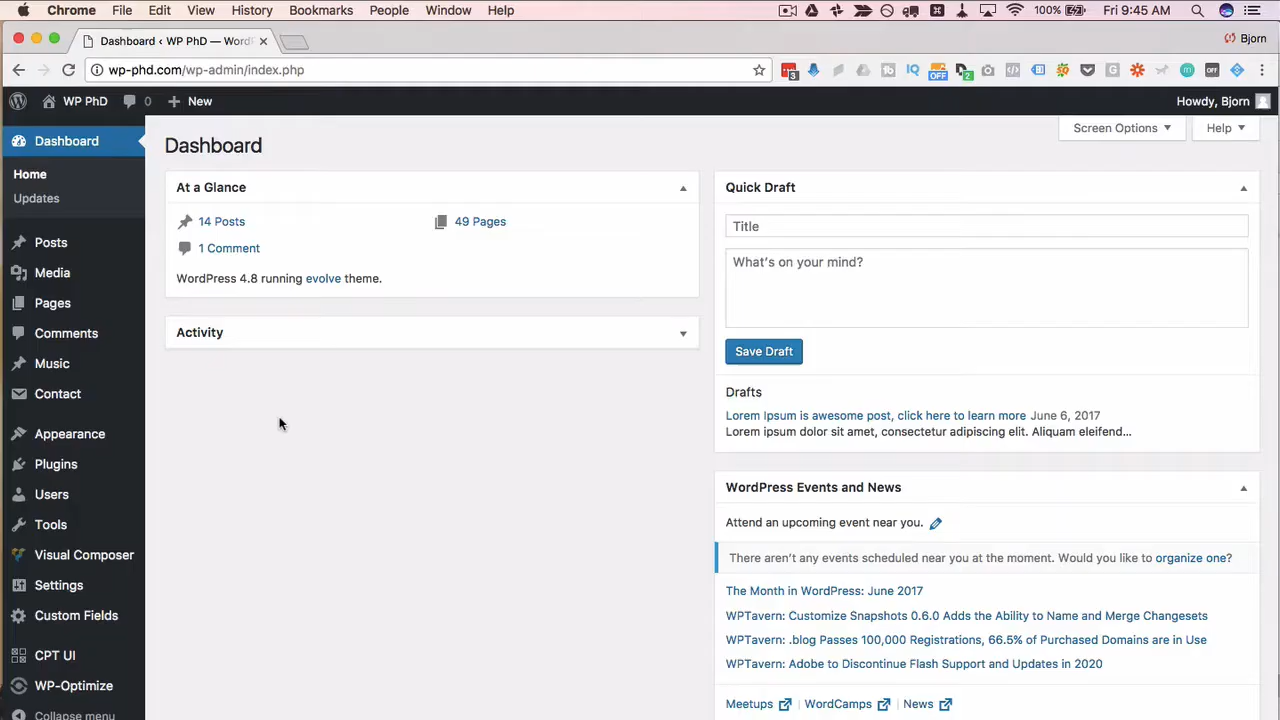 Chrome File Edit View History Bookmarks People Window Help 100% Fri 9:45 AM
Dashboard ‹ WP PhD — Word Bjorn
wp-phd.com/wp-admin/index.php
3 OFF 2
WP PhD 0 New Howdy, Bjorn
Dashboard
Home
Updates
Posts
Media
Pages
Comments
Music
Contact
Appearance
Plugins
Users
Tools
Visual Composer
Settings
Custom Fields
CPT UI
WP-Optimize
Collapse menu
Screen Options Help
Dashboard
At a Glance
14 Posts 49 Pages
1 Comment
WordPress 4.8 running evolve theme.
Activity
Quick Draft
Title
What's on your mind?
Save Draft
Drafts
Lorem Ipsum is awesome post, click here to learn more June 6, 2017
Lorem ipsum dolor sit amet, consectetur adipiscing elit. Aliquam eleifend…
WordPress Events and News
Attend an upcoming event near you.
There aren't any events scheduled near you at the moment. Would you like to organize one?
The Month in WordPress: June 2017
WPTavern: Customize Snapshots 0.6.0 Adds the Ability to Name and Merge Changesets
WPTavern: .blog Passes 100,000 Registrations, 66.5% of Purchased Domains are in Use
WPTavern: Adobe to Discontinue Flash Support and Updates in 2020
Meetups | WordCamps | News